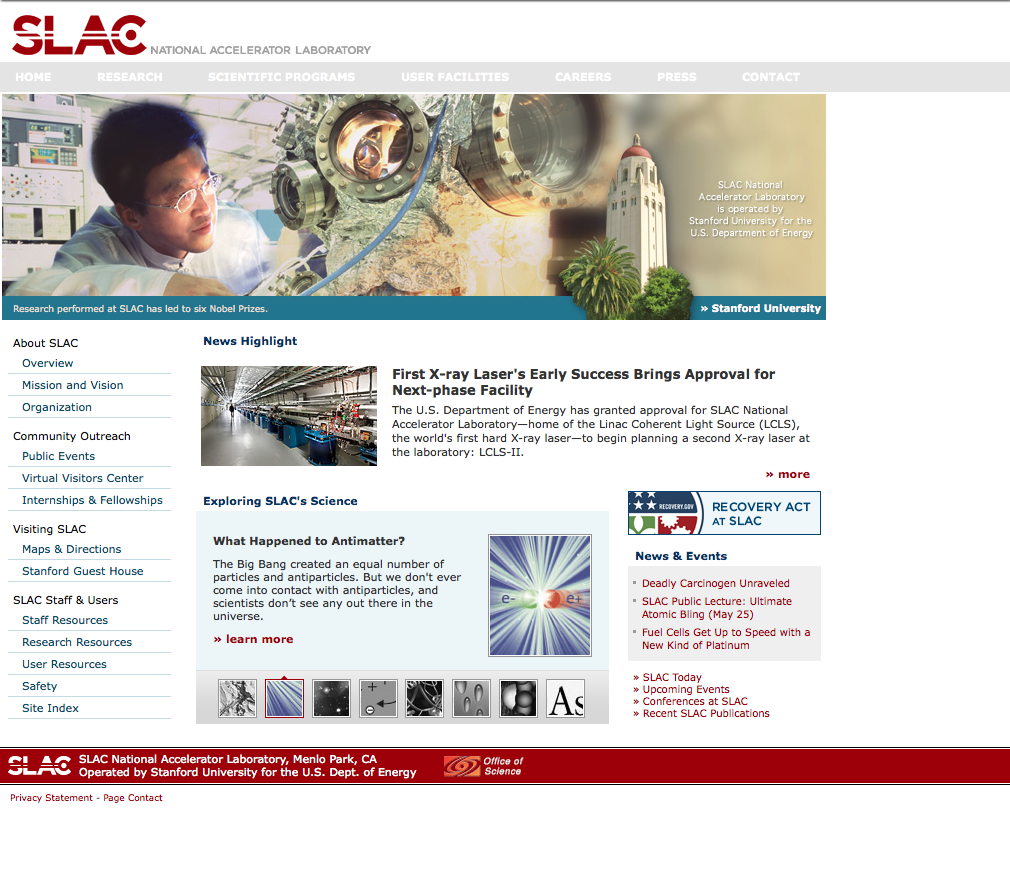 SLAC NATIONAL ACCELERATOR LABORATORY
HOME RESEARCH SCIENTIFIC PROGRAMS USER FACILITIES CAREERS PRESS CONTACT
SLAC National
Accelerator Laboratory
is operated by
Stanford University for the
U.S. Department of Energy
Research performed at SLAC has led to six Nobel Prizes.
» Stanford University
About SLAC
Overview
Mission and Vision
Organization
Community Outreach
Public Events
Virtual Visitors Center
Internships & Fellowships
Visiting SLAC
Maps & Directions
Stanford Guest House
SLAC Staff & Users
Staff Resources
Research Resources
User Resources
Safety
Site Index
News Highlight
First X-ray Laser's Early Success Brings Approval for
Next-phase Facility
The U.S. Department of Energy has granted approval for SLAC National
Accelerator Laboratory—home of the Linac Coherent Light Source (LCLS),
the world's first hard X-ray laser—to begin planning a second X-ray laser at
the laboratory: LCLS-II.
» more
Exploring SLAC's Science
What Happened to Antimatter?
The Big Bang created an equal number of
particles and antiparticles. But we don't ever
come into contact with antiparticles, and
scientists don’t see any out there in the
universe.
» learn more
e- e+
As
RECOVERY.GOV
RECOVERY ACT
AT SLAC
News & Events
Deadly Carcinogen Unraveled
SLAC Public Lecture: Ultimate
Atomic Bling (May 25)
Fuel Cells Get Up to Speed with a
New Kind of Platinum
» SLAC Today
» Upcoming Events
» Conferences at SLAC
» Recent SLAC Publications
SLAC
SLAC National Accelerator Laboratory, Menlo Park, CA
Operated by Stanford University for the U.S. Dept. of Energy
Office of
Science
Privacy Statement - Page Contact